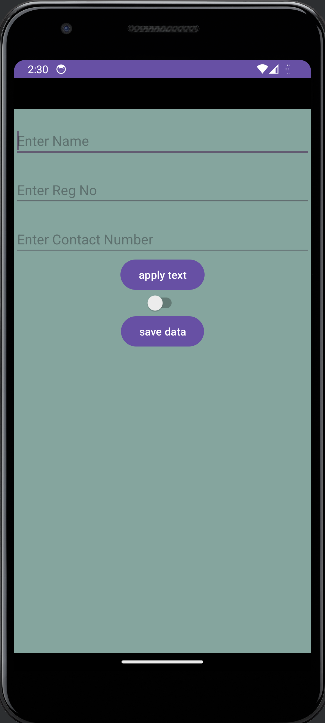 2:30
Enter Name
Enter Reg No
Enter Contact Number
apply text
save data